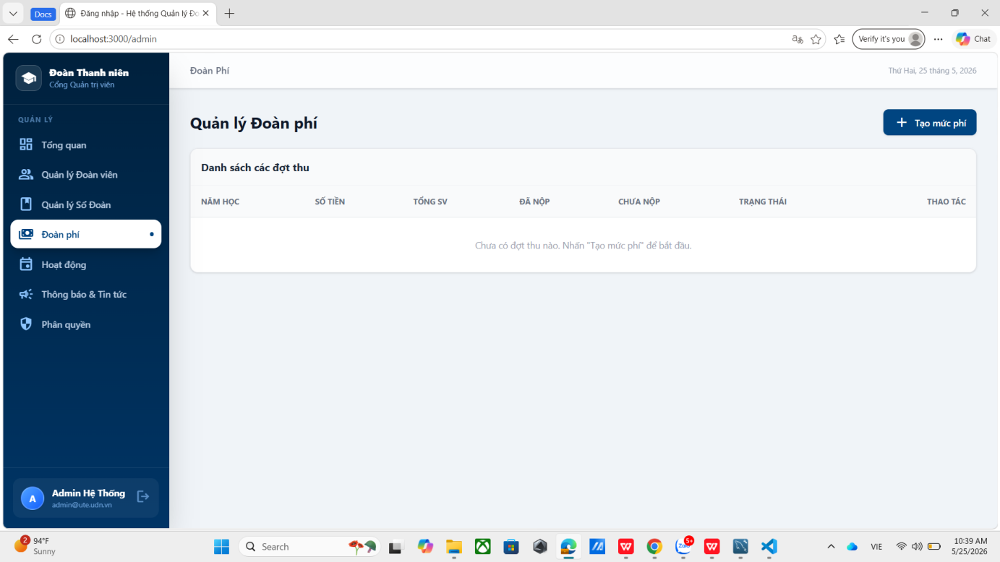 Docs
Đăng nhập - Hệ thống Quản lý Đo
localhost:3000/admin
Verify it's you
Chat
Đoàn Thanh niên
Cổng Quản trị viên
QUẢN LÝ
Tổng quan
Quản lý Đoàn viên
Quản lý Sổ Đoàn
Đoàn phí
Hoạt động
Thông báo & Tin tức
Phân quyền
A
Admin Hệ Thống
admin@ute.udn.vn
Đoàn Phí
Thứ Hai, 25 tháng 5, 2026
Quản lý Đoàn phí
Tạo mức phí
Danh sách các đợt thu
NĂM HỌC SỐ TIỀN TỔNG SV ĐÃ NỘP CHƯA NỘP TRẠNG THÁI THAO TÁC
Chưa có đợt thu nào. Nhấn "Tạo mức phí" để bắt đầu.
2
94°F
Sunny
Search
Zalo
5+
VIE
10:39 AM
5/25/2026